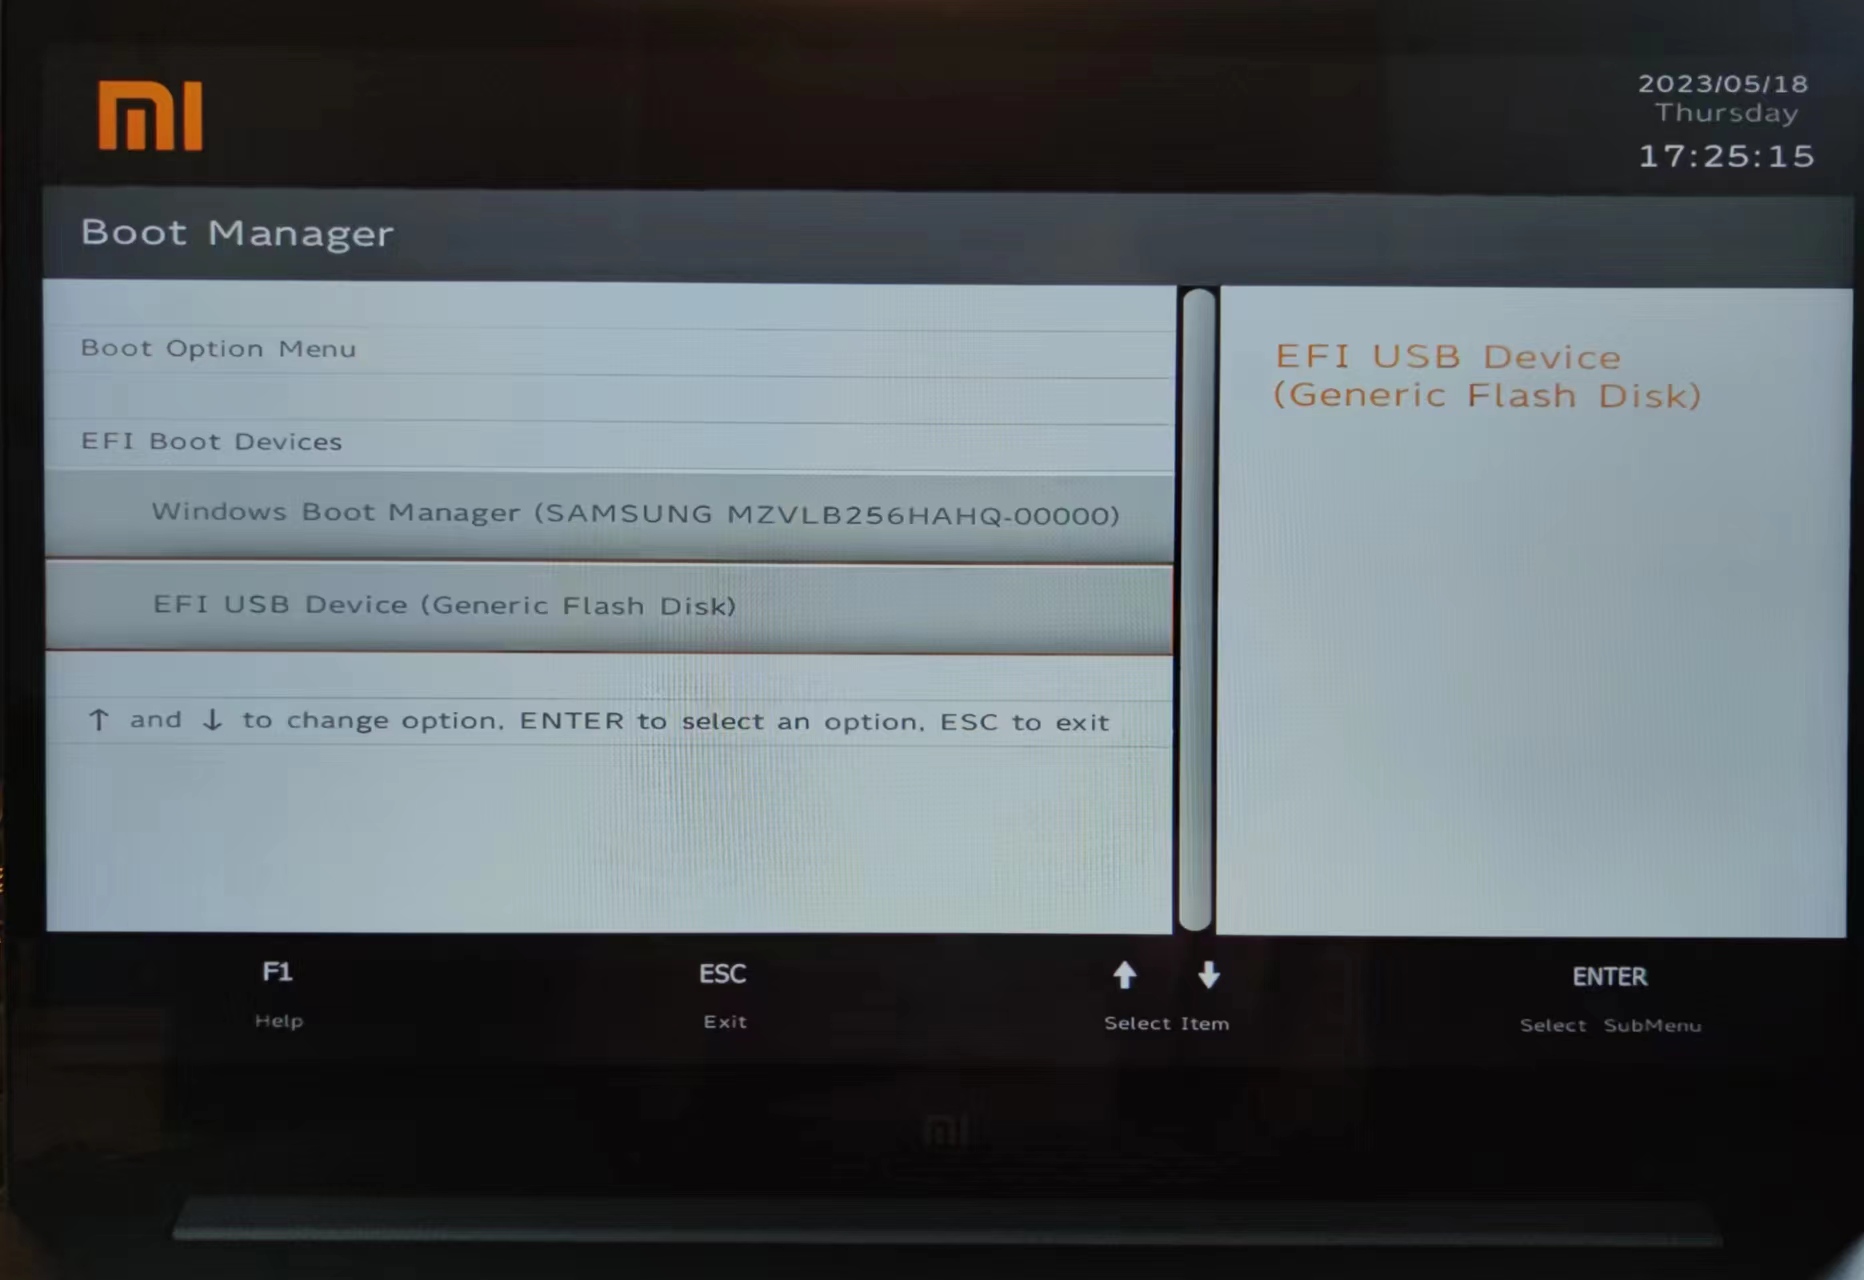 mi
2023/05/18
Thursday
17:25:15
Boot Manager
Boot Option Menu
EFI Boot Devices
Windows Boot Manager (SAMSUNG MZVLB256HAHQ-00000)
EFI USB Device (Generic Flash Disk)
↑ and ↓ to change option, ENTER to select an option, ESC to exit
EFI USB Device
(Generic Flash Disk)
F1
Help
ESC
Exit
Select Item
ENTER
Select SubMenu
mi